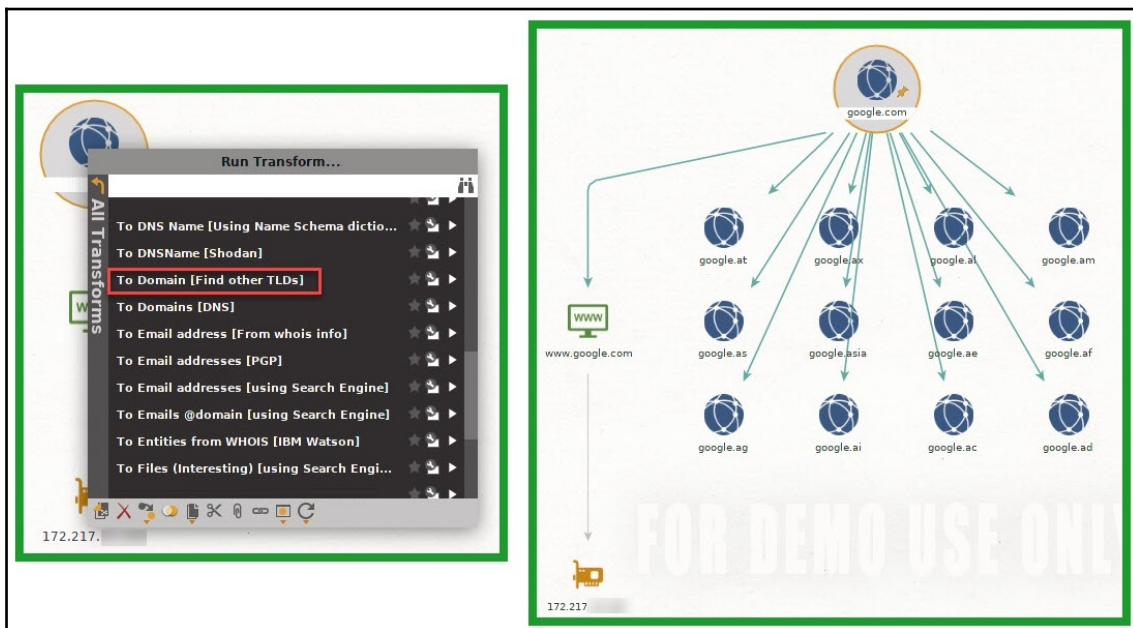 Run Transform...
All Transforms
To DNS Name [Using Name Schema dictio...
To DNSName [Shodan]
To Domain [Find other TLDs]
To Domains [DNS]
To Email address [From whois info]
To Email addresses [PGP]
To Email addresses [using Search Engine]
To Emails @domain [using Search Engine]
To Entities from WHOIS [IBM Watson]
To Files (Interesting) [using Search Engi...
W
172.217.
google.com
google.at
google.ax
google.al
google.am
WWW
www.google.com
google.as
google.asia
google.ae
google.af
google.ag
google.ai
google.ac
google.ad
FOR DEMO USE ONLY
172.217